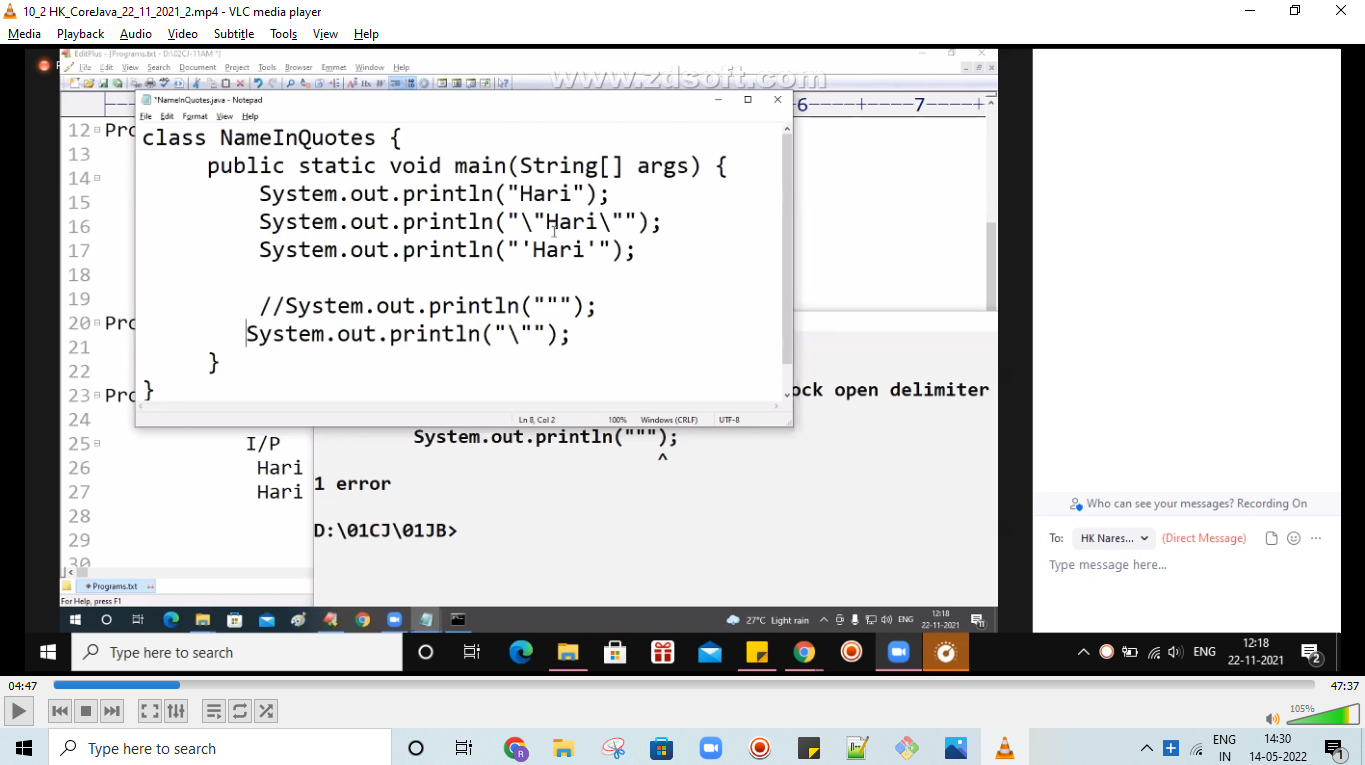 10_2 HK_CoreJava_22_11_2021_2.mp4 - VLC media player
Media Playback Audio Video Subtitle Tools View Help
EditPlus - [Programs.txt - D:\02CJ-11AM *]
File Edit View Search Document Project Tools Browser Emmet Window Help
www.zdsoft.com
*NameInQuotes.java - Notepad
File Edit Format View Help
6----+----7----+
class NameInQuotes {
public static void main(String[] args) {
System.out.println("Hari");
System.out.println("\"Hari\"");
System.out.println("'Hari'");
//System.out.println(""");
System.out.println("\"");
}
}
Ln 8, Col 2 100% Windows (CRLF) UTF-8
12 Pro
13
14
15
16
17
18
19
20 Pro
21
22
23 Pro
24
25 I/P
26 Hari
27 Hari
28
29
30
ock open delimiter
System.out.println(""");
^
1 error
D:\01CJ\01JB>
Programs.txt
For Help, press F1
27°C Light rain ENG 12:18 22-11-2021
Who can see your messages? Recording On
To: HK Nares... (Direct Message)
Type message here...
Type here to search
ENG 12:18 22-11-2021 2
04:47 47:37
105%
Type here to search
ENG IN 14:30 14-05-2022 1